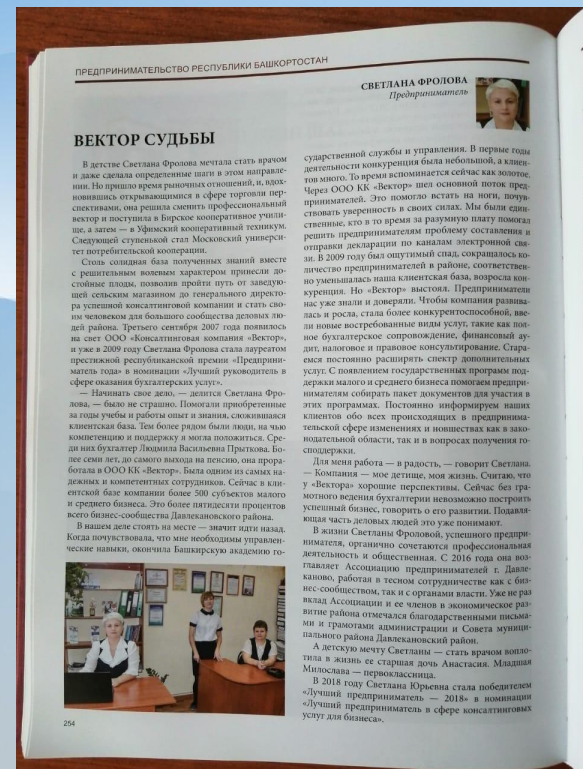 ПРЕДПРИНИМАТЕЛЬСТВО РЕСПУБЛИКИ БАШКОРТОСТАН
СВЕТЛАНА ФРОЛОВА
Предприниматель
ВЕКТОР СУДЬБЫ
В детстве Светлана Фролова мечтала стать врачом
и даже сделала определенные шаги в этом направле-
нии. Но пришло время рыночных отношений, и, вдох-
новившись открывающимися в сфере торговли пер-
спективами, она решила сменить профессиональный
вектор и поступила в Бирское кооперативное учили-
ще, а затем — в Уфимский кооперативный техникум.
Следующей ступенькой стал Московский универси-
тет потребительской кооперации.
Столь солидная база полученных знаний вместе
с решительным волевым характером принесли до-
стойные плоды, позволив пройти путь от заведую-
щей сельским магазином до генерального директо-
ра успешной консалтинговой компании и стать сво-
им человеком для большого сообщества деловых лю-
дей района. Третьего сентября 2007 года появилось
на свет ООО «Консалтинговая компания «Вектор»,
и уже в 2009 году Светлана Фролова стала лауреатом
престижной республиканской премии «Предприни-
матель года» в номинации «Лучший руководитель в
сфере оказания бухгалтерских услуг».
— Начинать свое дело, — делится Светлана Фро-
лова, — было не страшно. Помогали приобретенные
за годы учебы и работы опыт и знания, сложившаяся
клиентская база. Тем более рядом были люди, на чью
компетенцию и поддержку я могла положиться. Сре-
ди них бухгалтер Людмила Васильевна Прыткова. Бо-
лее семи лет, до самого выхода на пенсию, она прора-
ботала в ООО КК «Вектор». Была одним из самых на-
дежных и компетентных сотрудников. Сейчас в кли-
ентской базе компании более 500 субъектов малого
и среднего бизнеса. Это более пятидесяти процентов
всего бизнес-сообщества Давлекановского района.
В нашем деле стоять на месте — значит идти назад.
Когда почувствовала, что мне необходимы управлен-
ческие навыки, окончила Башкирскую академию го-
сударственной службы и управления. В первые годы
деятельности конкуренция была небольшой, а клиен-
тов много. То время вспоминается сейчас как золотое.
Через ООО КК «Вектор» шел основной поток пред-
принимателей. Это помогло встать на ноги, почув-
ствовать уверенность в своих силах. Мы были един-
ственные, кто в то время за разумную плату помогал
решить предпринимателям проблему составления и
отправки декларации по каналам электронной свя-
зи. В 2009 году был ощутимый спад, сокращалось ко-
личество предпринимателей в районе, соответствен-
но уменьшалась наша клиентская база, возросла кон-
куренция. Но «Вектор» выстоял. Предприниматели
нас уже знали и доверяли. Чтобы компания развива-
лась и росла, стала более конкурентоспособной, вве-
ли новые востребованные виды услуг, такие как пол-
ное бухгалтерское сопровождение, финансовый ау-
дит, налоговое и правовое консультирование. Стара-
емся постоянно расширять спектр дополнительных
услуг. С появлением государственных программ под-
держки малого и среднего бизнеса помогаем предпри-
нимателям собирать пакет документов для участия в
этих программах. Постоянно информируем наших
клиентов обо всех происходящих в предпринима-
тельской сфере изменениях и новшествах как в зако-
нодательной области, так и в вопросах получения го-
споддержки.
Для меня работа — в радость, — говорит Светлана.
— Компания — мое детище, моя жизнь. Считаю, что
у «Вектора» хорошие перспективы. Сейчас без гра-
мотного ведения бухгалтерии невозможно построить
успешный бизнес, говорить о его развитии. Подавля-
ющая часть деловых людей это уже понимают.
В жизни Светланы Фроловой, успешного предпри-
нимателя, органично сочетаются профессиональная
деятельность и общественная. С 2016 года она воз-
главляет Ассоциацию предпринимателей г. Давле-
каново, работая в тесном сотрудничестве как с биз-
нес-сообществом, так и с органами власти. Уже не раз
вклад Ассоциации и ее членов в экономическое раз-
витие района отмечался благодарственными письма-
ми и грамотами администрации и Совета муници-
пального района Давлекановский район.
А детскую мечту Светланы — стать врачом вопло-
тила в жизнь ее старшая дочь Анастасия. Младшая
Милослава — первоклассница.
В 2018 году Светлана Юрьевна стала победителем
«Лучший предприниматель — 2018» в номинации
«Лучший предприниматель в сфере консалтинговых
услуг для бизнеса».
254